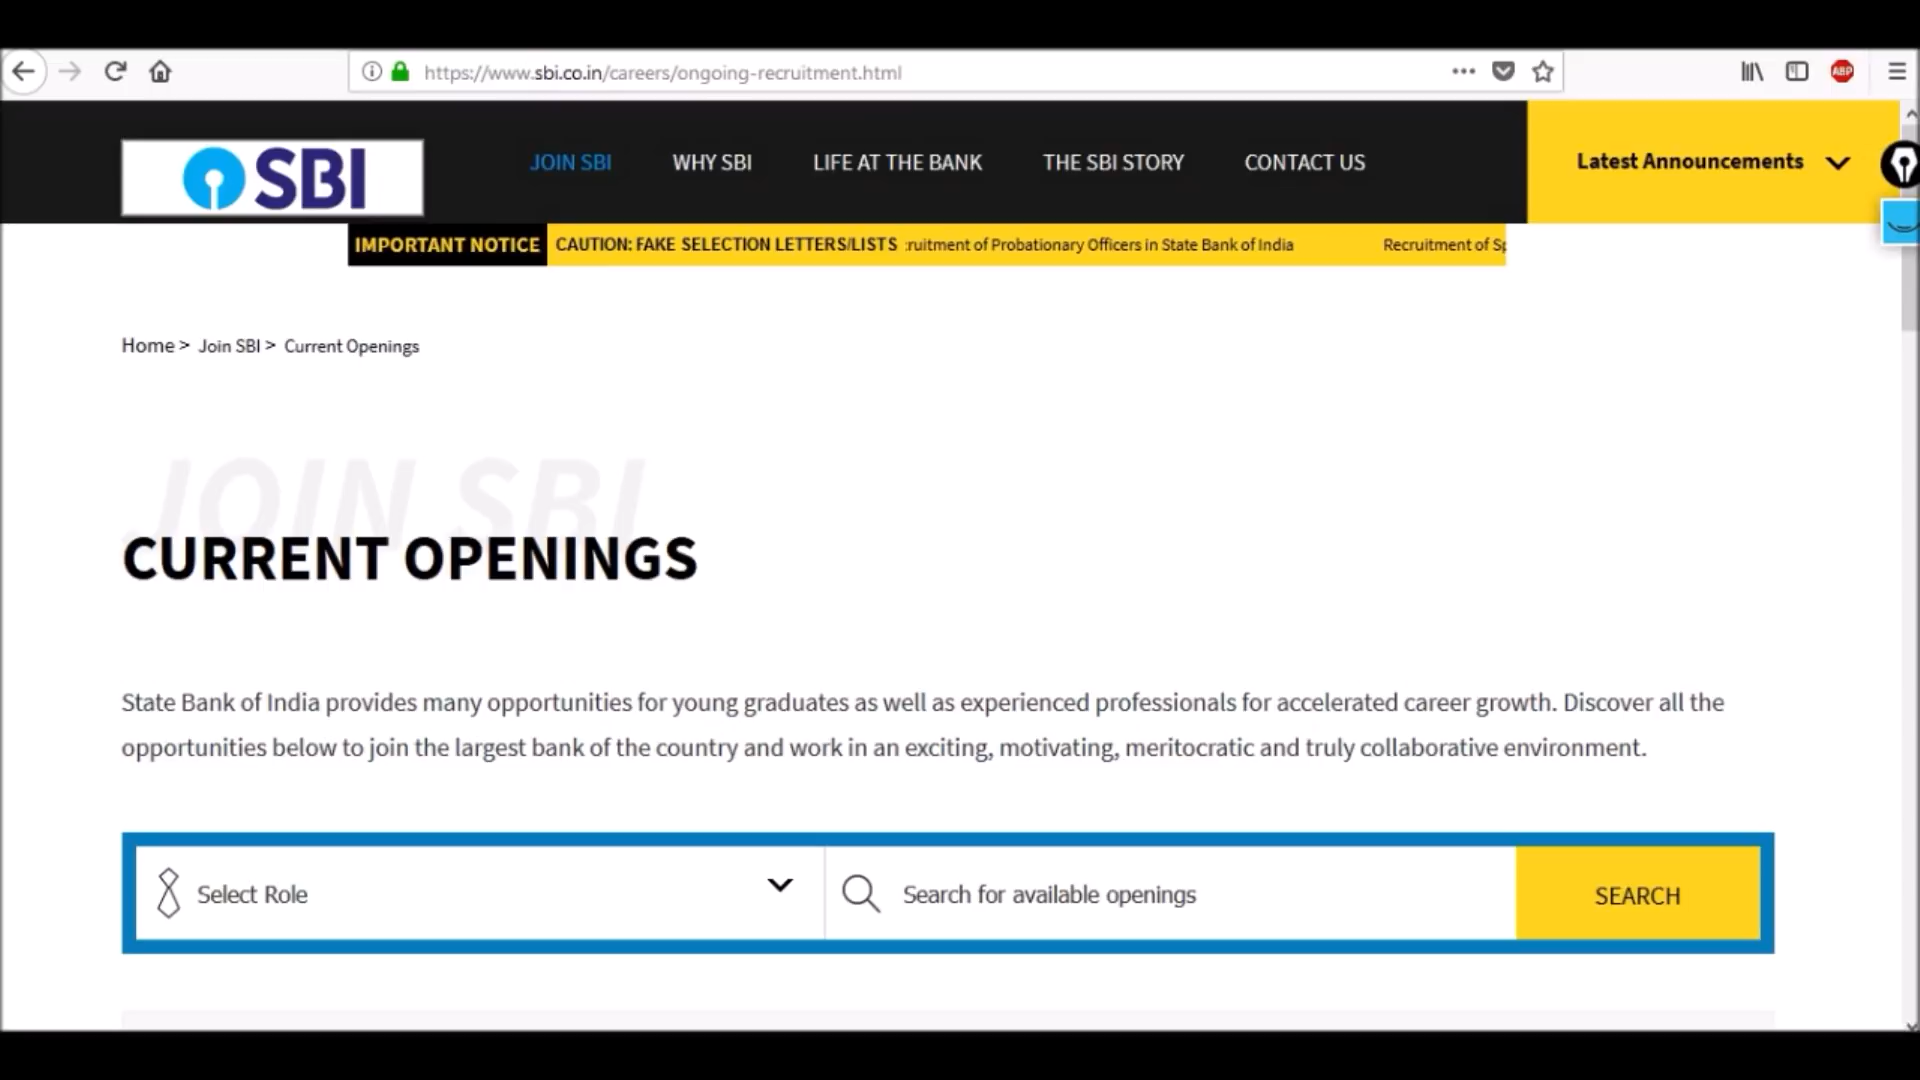 https://www.sbi.co.in/careers/ongoing-recruitment.html
ABP
SBI
JOIN SBI
WHY SBI
LIFE AT THE BANK
THE SBI STORY
CONTACT US
Latest Announcements
IMPORTANT NOTICE
CAUTION: FAKE SELECTION LETTERS/LISTS
ruitment of Probationary Officers in State Bank of India
Recruitment of Sp
Home > Join SBI > Current Openings
JOIN SBI
CURRENT OPENINGS
State Bank of India provides many opportunities for young graduates as well as experienced professionals for accelerated career growth. Discover all the
opportunities below to join the largest bank of the country and work in an exciting, motivating, meritocratic and truly collaborative environment.
Select Role
Search for available openings
SEARCH